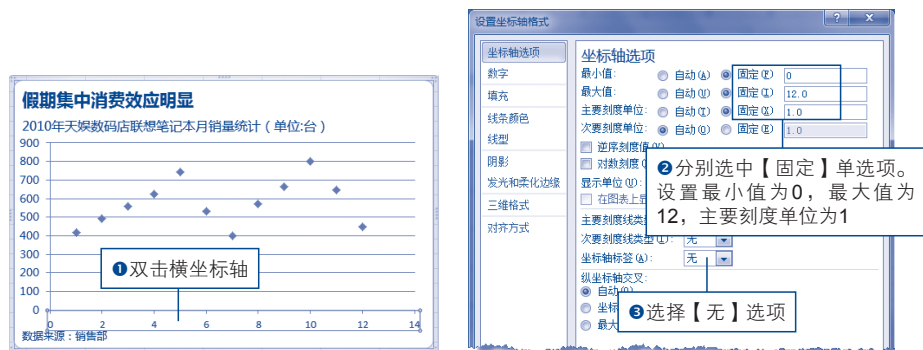 假期集中消费效应明显
2010年天娱数码店联想笔记本月销量统计（单位:台）
900
800
700
600
500
400
300
200
100
0
0 2 4 6 8 10 12 14
数据来源：销售部
❶双击横坐标轴
设置坐标轴格式
坐标轴选项
数字
填充
线条颜色
线型
阴影
发光和柔化边缘
三维格式
对齐方式
坐标轴选项
最小值: 自动(A) 固定(F) 0
最大值: 自动(U) 固定(I) 12.0
主要刻度单位: 自动(T) 固定(X) 1.0
次要刻度单位: 自动(O) 固定(E) 1.0
逆序刻度值(V)
对数刻度(
显示单位(U):
在图表上显
主要刻度线类
次要刻度线类型(I): 无
坐标轴标签(A): 无
纵坐标轴交叉:
自动(O)
坐标
最大
❷分别选中【固定】单选项。
设置最小值为0，最大值为
12，主要刻度单位为1
❸选择【无】选项